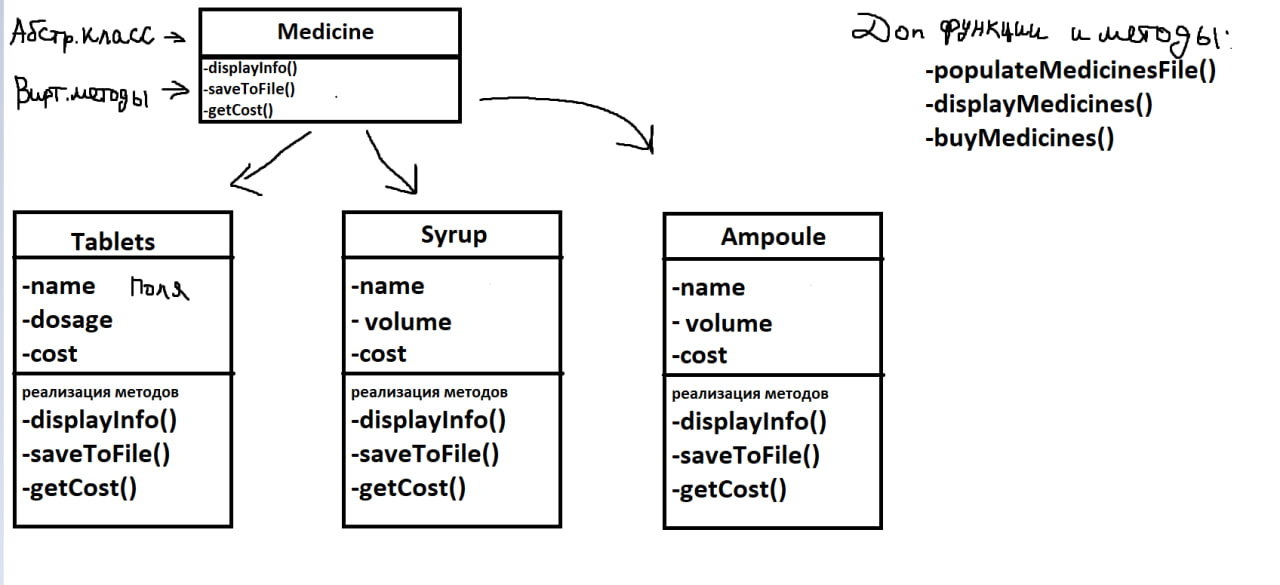 Абстр.класс
Medicine
Вирт.методы
-displayInfo()
-saveToFile()
-getCost()
Доп функции и методы:
-populateMedicinesFile()
-displayMedicines()
-buyMedicines()
Tablets
-name Поля
-dosage
-cost
реализация методов
-displayInfo()
-saveToFile()
-getCost()
Syrup
-name
- volume
-cost
реализация методов
-displayInfo()
-saveToFile()
-getCost()
Ampoule
-name
- volume
-cost
реализация методов
-displayInfo()
-saveToFile()
-getCost()